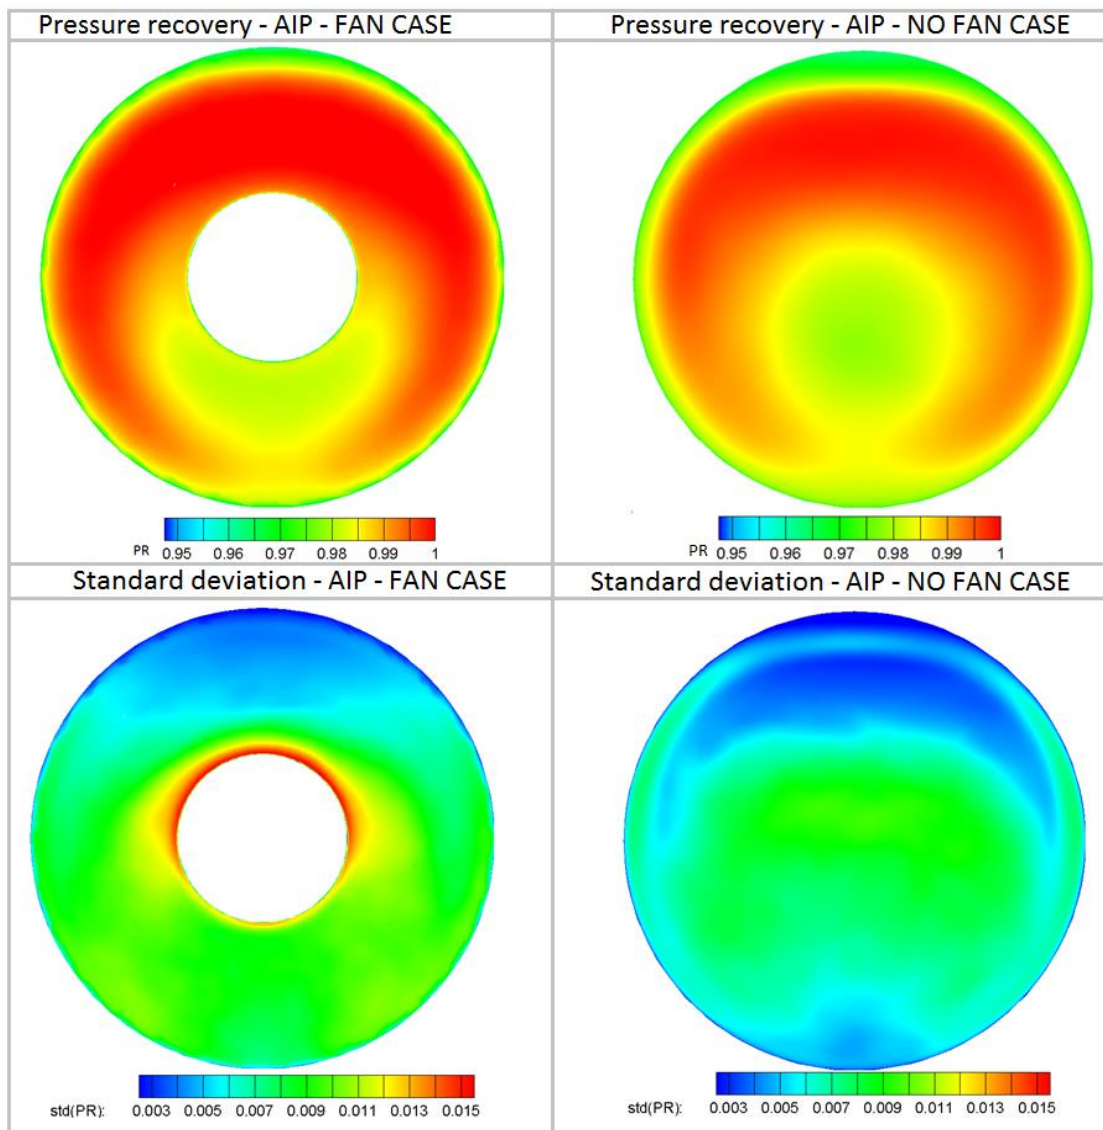 Pressure recovery - AIP - FAN CASE
Pressure recovery - AIP - NO FAN CASE
PR 0.95 0.96 0.97 0.98 0.99 1
PR 0.95 0.96 0.97 0.98 0.99 1
Standard deviation - AIP - FAN CASE
Standard deviation - AIP - NO FAN CASE
std(PR): 0.003 0.005 0.007 0.009 0.011 0.013 0.015
std(PR): 0.003 0.005 0.007 0.009 0.011 0.013 0.015